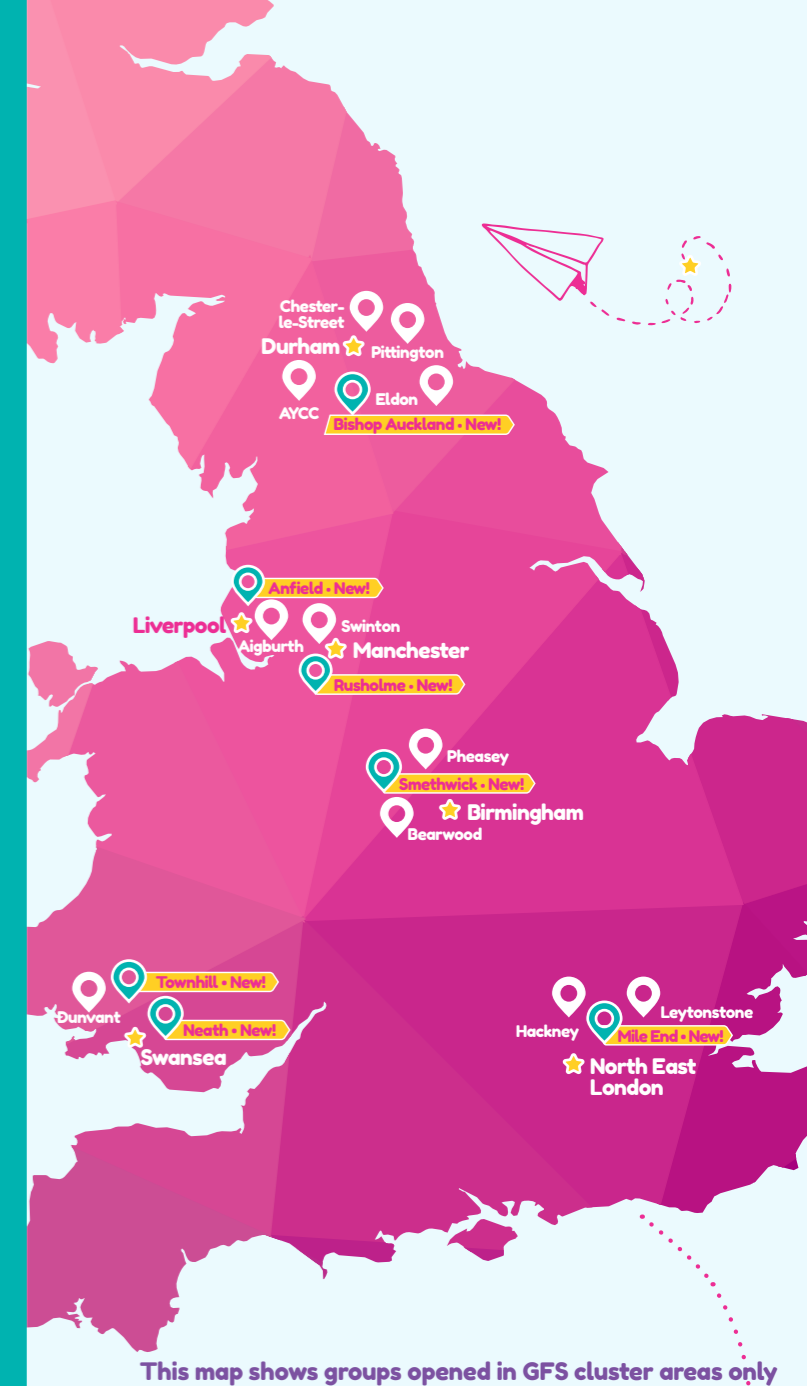 Chester-
le-Street
Durham
Pittington
AYCC
Eldon
Bishop Auckland • New!
Anfield • New!
Liverpool
Aigburth
Swinton
Manchester
Rusholme • New!
Pheasey
Smethwick • New!
Birmingham
Bearwood
Townhill • New!
Dunvant
Neath • New!
Swansea
Hackney
Leytonstone
Mile End • New!
North East
London
This map shows groups opened in GFS cluster areas only